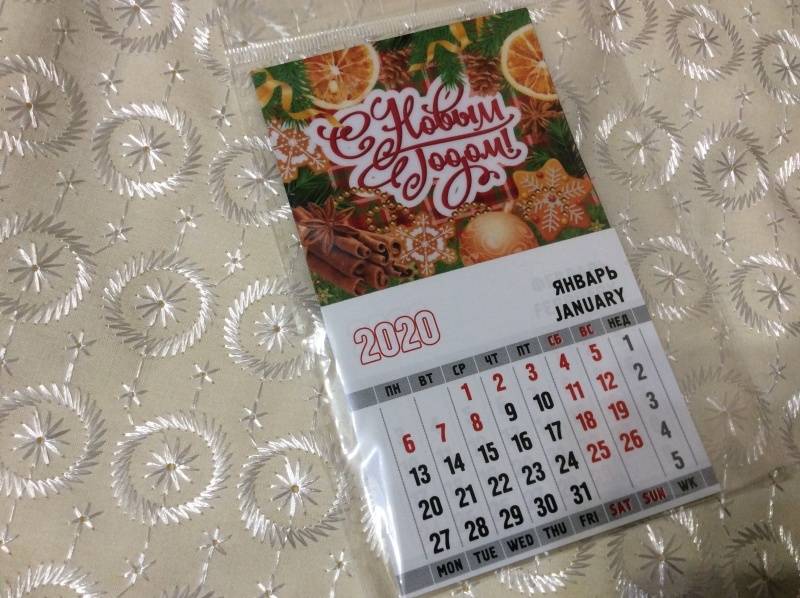 С Новым
Годом!
ЯНВАРЬ
2020
JANUARY
ПН ВТ СР ЧТ ПТ СБ ВС НЕД
1 2 3 4 5 1
6 7 8 9 10 11 12 2
13 14 15 16 17 18 19 3
20 21 22 23 24 25 26 4
27 28 29 30 31 5
MON TUE WED THU FRI SAT SUN WK